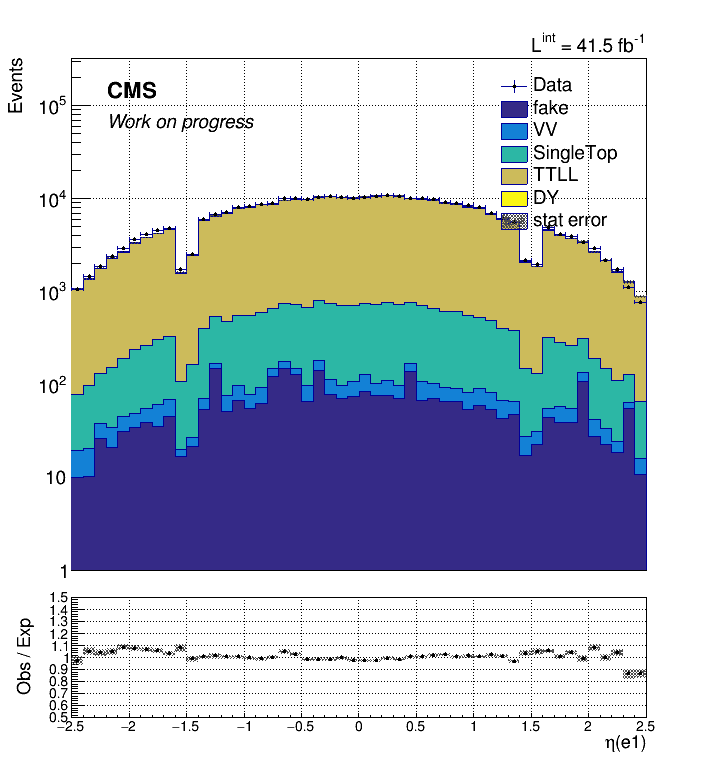 L^int = 41.5 fb^-1
Events
CMS
Work on progress
Data
fake
VV
SingleTop
TTLL
DY
stat error
10^5
10^4
10^3
10^2
10
1
Obs / Exp
1.5
1.4
1.3
1.2
1.1
1
0.9
0.8
0.7
0.6
0.5
−2.5 −2 −1.5 −1 −0.5 0 0.5 1 1.5 2 2.5
η(e1)